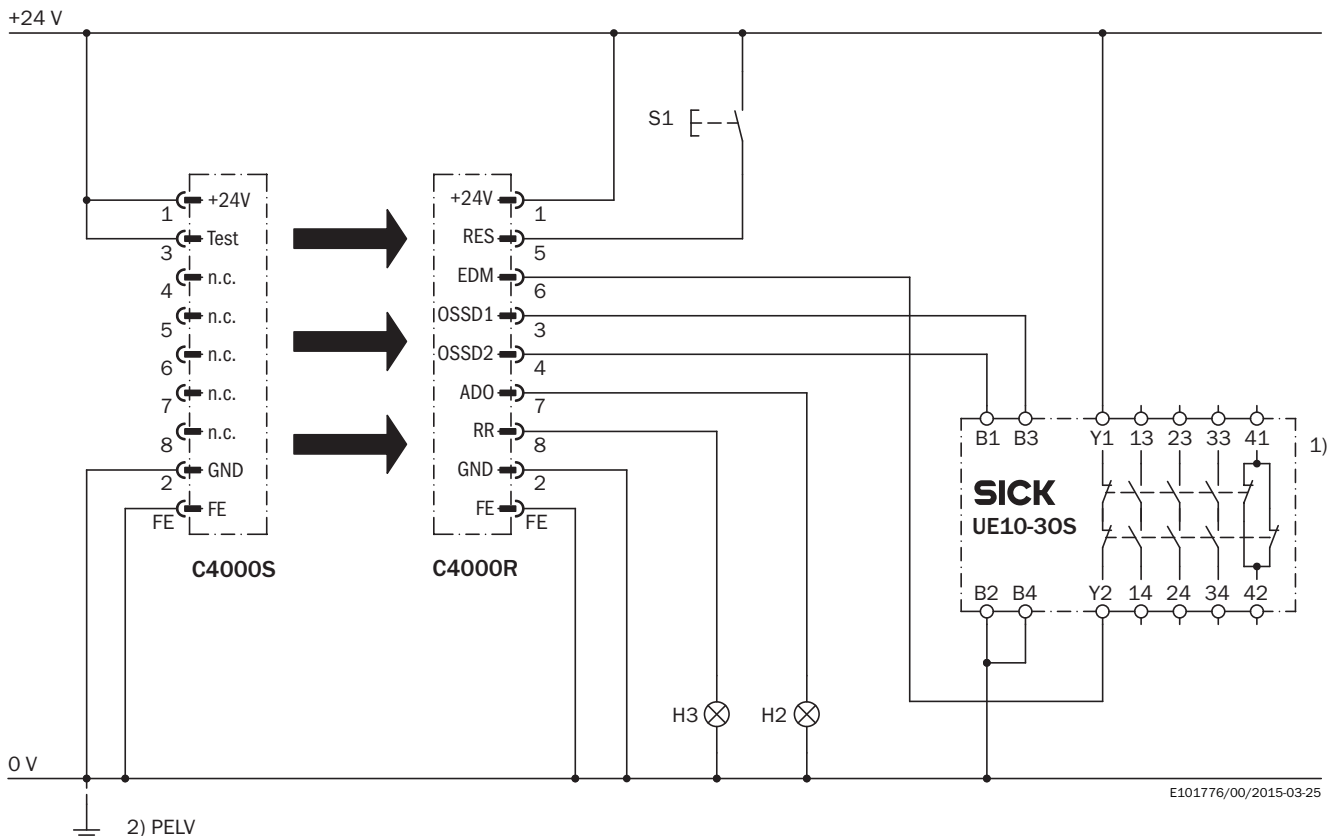 +24 V
S1
1 +24V
3 Test
4 n.c.
5 n.c.
6 n.c.
7 n.c.
8 n.c.
2 GND
FE FE
C4000S
+24V 1
RES 5
EDM 6
OSSD1 3
OSSD2 4
ADO 7
RR 8
GND 2
FE FE
C4000R
B1 B3 Y1 13 23 33 41
1)
SICK
UE10-3OS
B2 B4 Y2 14 24 34 42
H3 H2
0 V
E101776/00/2015-03-25
2) PELV